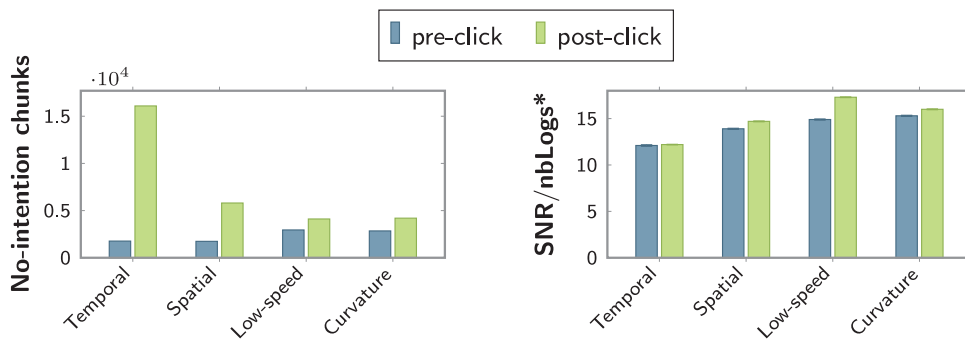 pre-click post-click
No-intention chunks
·10^4
1.5
1
0.5
0
Temporal
Spatial
Low-speed
Curvature
SNR/nbLogs*
15
10
5
0
Temporal
Spatial
Low-speed
Curvature